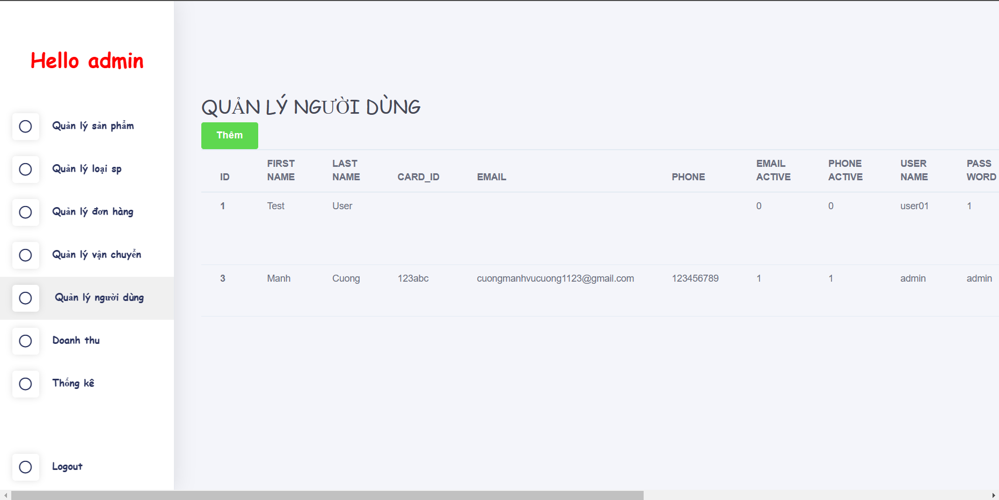 Hello admin
Quản lý sản phẩm
Quản lý loại sp
Quản lý đơn hàng
Quản lý vận chuyển
Quản lý người dùng
Doanh thu
Thống kê
Logout
QUẢN LÝ NGƯỜI DÙNG
Thêm
ID FIRST NAME LAST NAME CARD_ID EMAIL PHONE EMAIL ACTIVE PHONE ACTIVE USER NAME PASS WORD
1 Test User 0 0 user01 1
3 Manh Cuong 123abc cuongmanhvucuong1123@gmail.com 123456789 1 1 admin admin